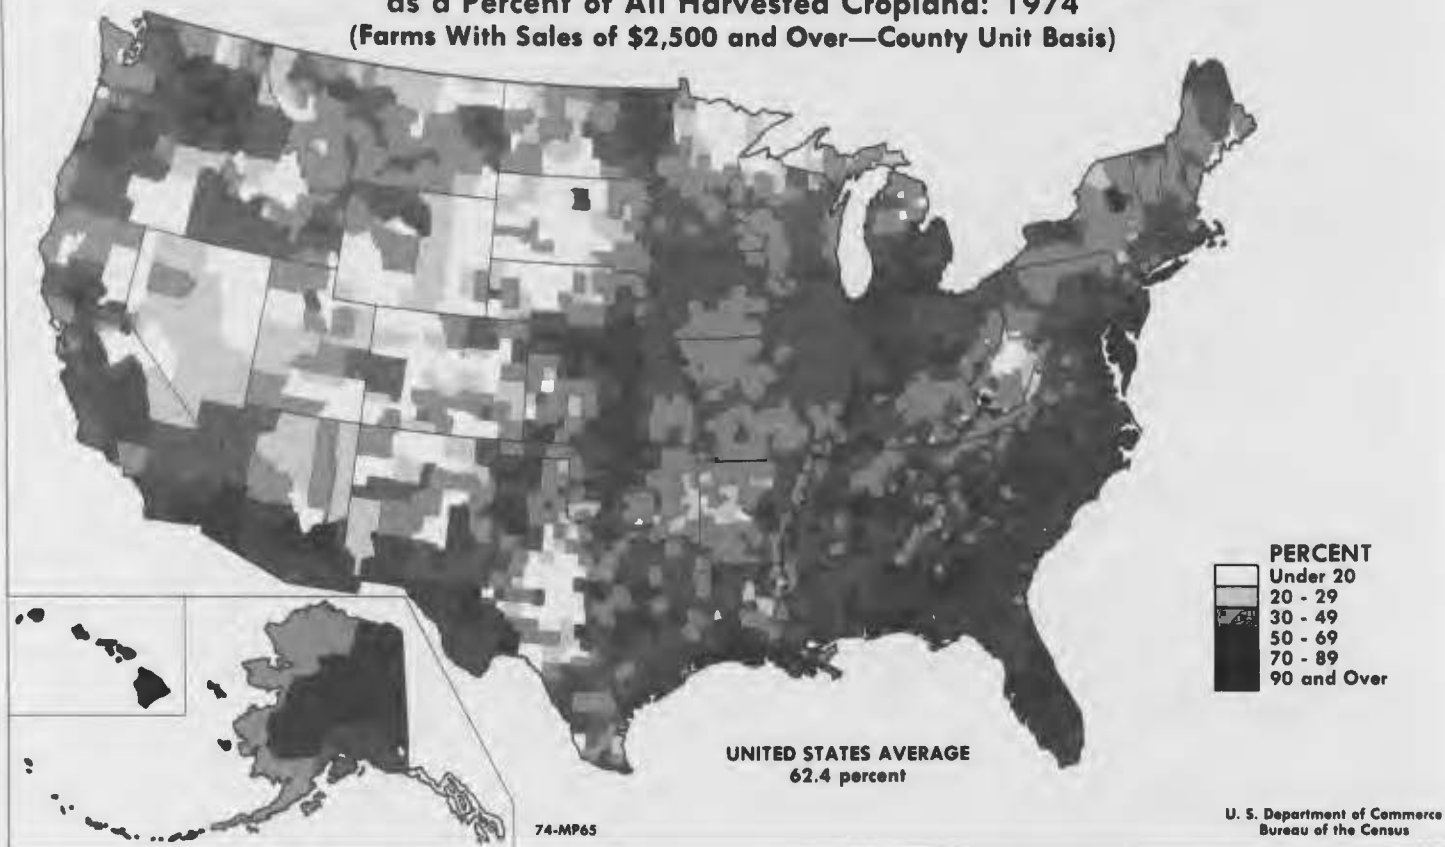 as a Percent of All Harvested Cropland: 1974
(Farms With Sales of $2,500 and Over—County Unit Basis)
PERCENT
Under 20
20 - 29
30 - 49
50 - 69
70 - 89
90 and Over
UNITED STATES AVERAGE
62.4 percent
74-MP65
U. S. Department of Commerce
Bureau of the Census